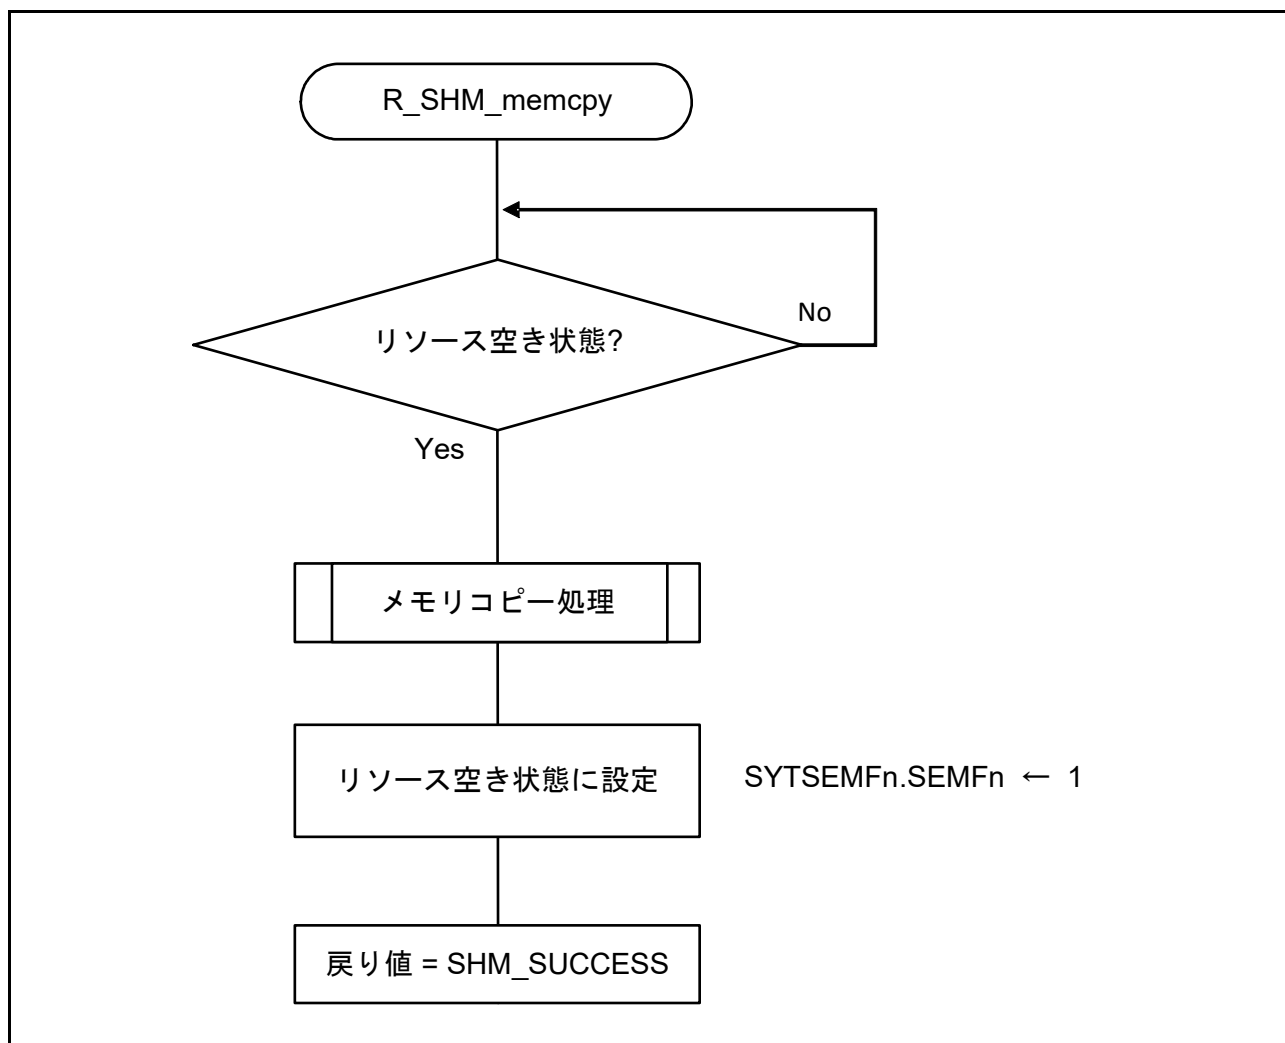 R_SHM_memcpy
リソース空き状態?
No
Yes
メモリコピー処理
リソース空き状態に設定
SYTSEMFn.SEMFn ← 1
戻り値 = SHM_SUCCESS